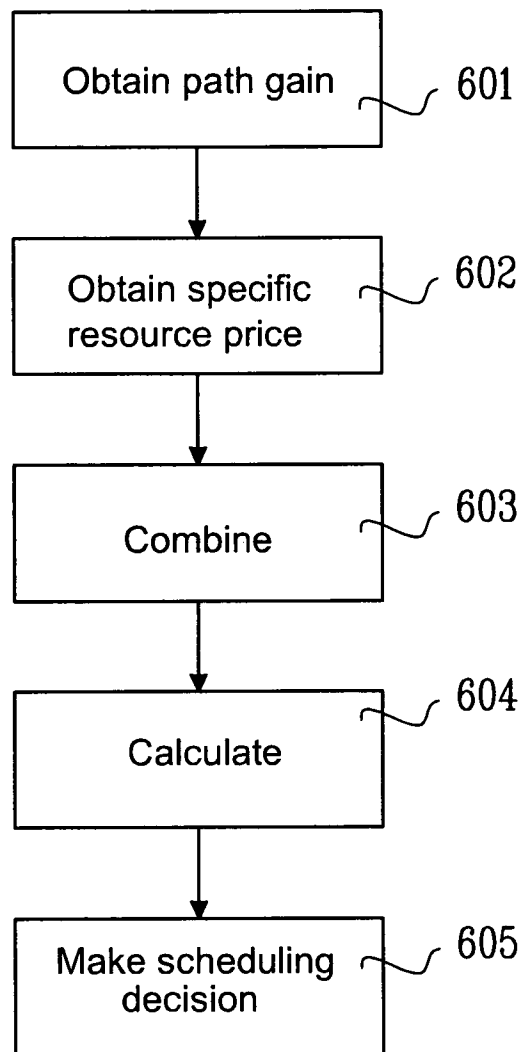 Obtain path gain
601
Obtain specific
resource price
602
Combine
603
Calculate
604
Make scheduling
decision
605